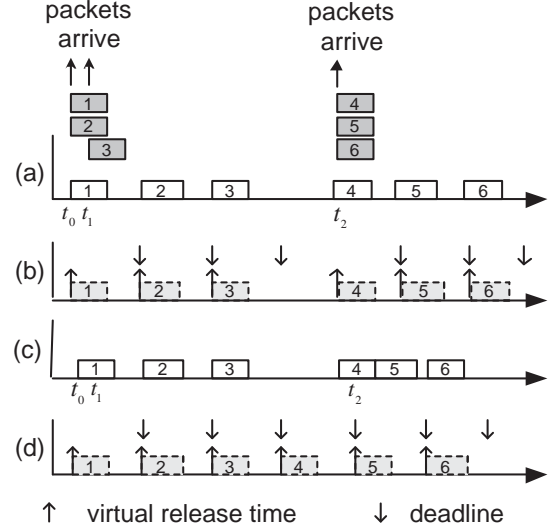 packets arrive packets arrive
1 4
2 5
3 6
(a) 1 2 3 4 5 6
t0 t1 t2
(b) 1 2 3 4 5 6
(c) 1 2 3 4 5 6
t0 t1 t2
(d) 1 2 3 4 5 6
virtual release time deadline